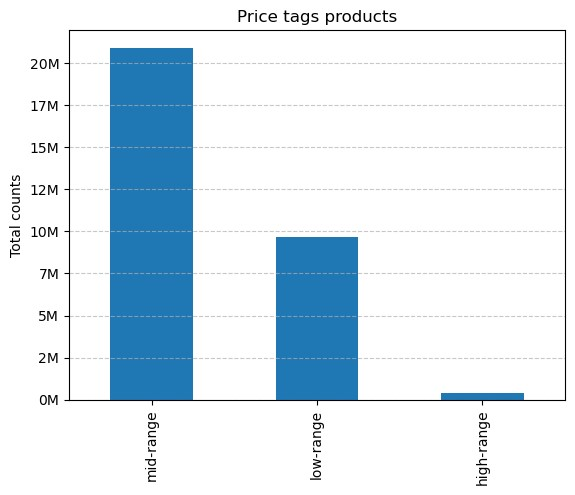 Price tags products
Total counts
20M
17M
15M
12M
10M
7M
5M
2M
0M
mid-range
low-range
high-range